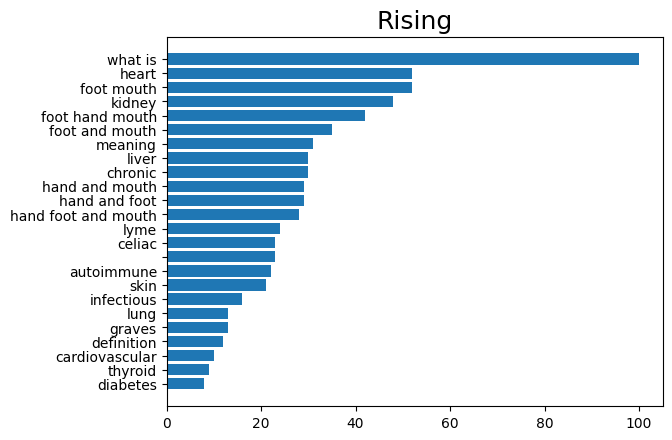 Rising
what is
heart
foot mouth
kidney
foot hand mouth
foot and mouth
meaning
liver
chronic
hand and mouth
hand and foot
hand foot and mouth
lyme
celiac
autoimmune
skin
infectious
lung
graves
definition
cardiovascular
thyroid
diabetes
0 20 40 60 80 100